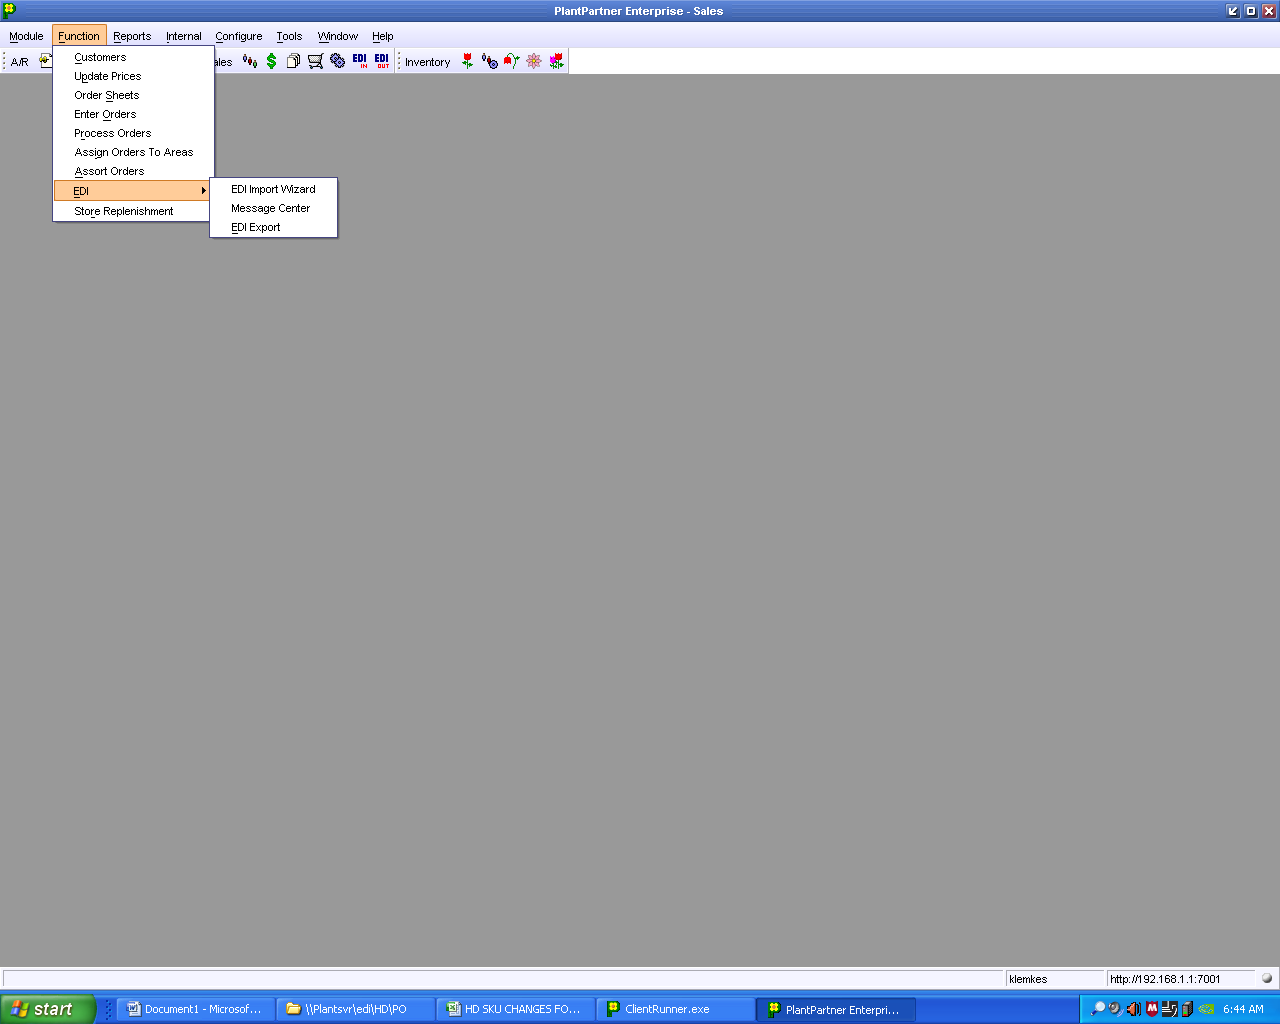 PlantPartner Enterprise - Sales
Module Function Reports Internal Configure Tools Window Help
A/R ales EDI IN EDI OUT Inventory
Customers
Update Prices
Order Sheets
Enter Orders
Process Orders
Assign Orders To Areas
Assort Orders
EDI
Store Replenishment
EDI Import Wizard
Message Center
EDI Export
klemkes http://192.168.1.1:7001
start Document1 - Microsof... \\Plantsvr\edi\HD\PO HD SKU CHANGES FO... ClientRunner.exe PlantPartner Enterpri... 6:44 AM